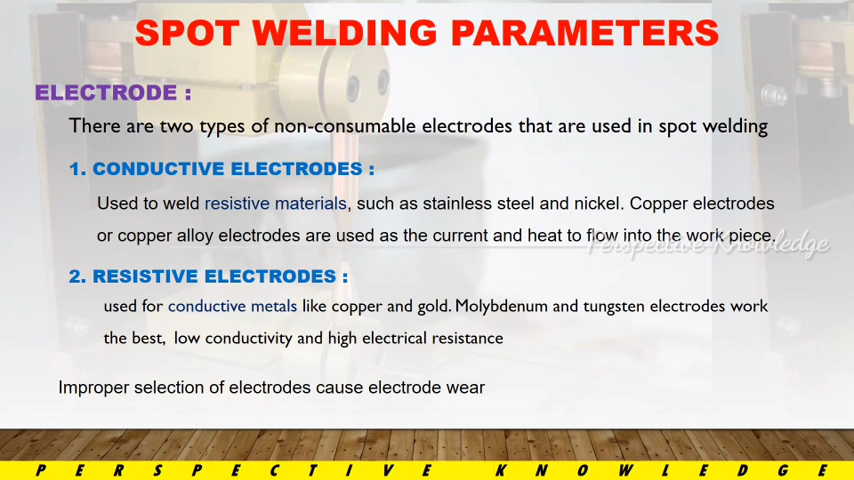 SPOT WELDING PARAMETERS
ELECTRODE :
There are two types of non-consumable electrodes that are used in spot welding
1. CONDUCTIVE ELECTRODES :
Used to weld resistive materials, such as stainless steel and nickel. Copper electrodes
or copper alloy electrodes are used as the current and heat to flow into the work piece.
Perspective Knowledge
2. RESISTIVE ELECTRODES :
used for conductive metals like copper and gold. Molybdenum and tungsten electrodes work
the best, low conductivity and high electrical resistance
Improper selection of electrodes cause electrode wear
PERSPECTIVE KNOWLEDGE